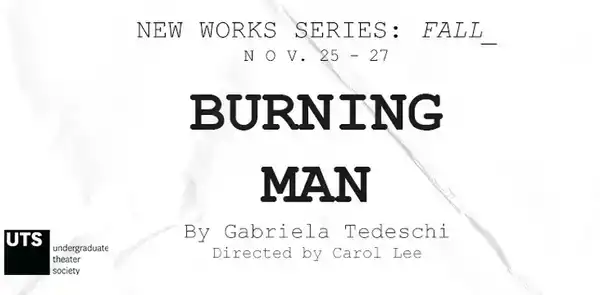 NEW WORKS SERIES: FALL_
NOV. 25 - 27
BURNING
MAN
By Gabriela Tedeschi
Directed by Carol Lee
UTS
undergraduate
theater
society